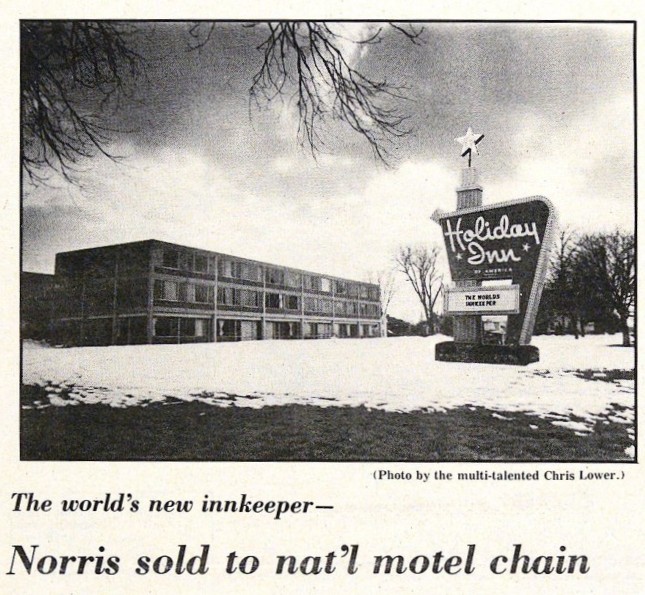 Holiday
Inn
OF AMERICA
THE WORLDS
INNKEEPER
(Photo by the multi-talented Chris Lower.)
The world's new innkeeper—
Norris sold to nat'l motel chain